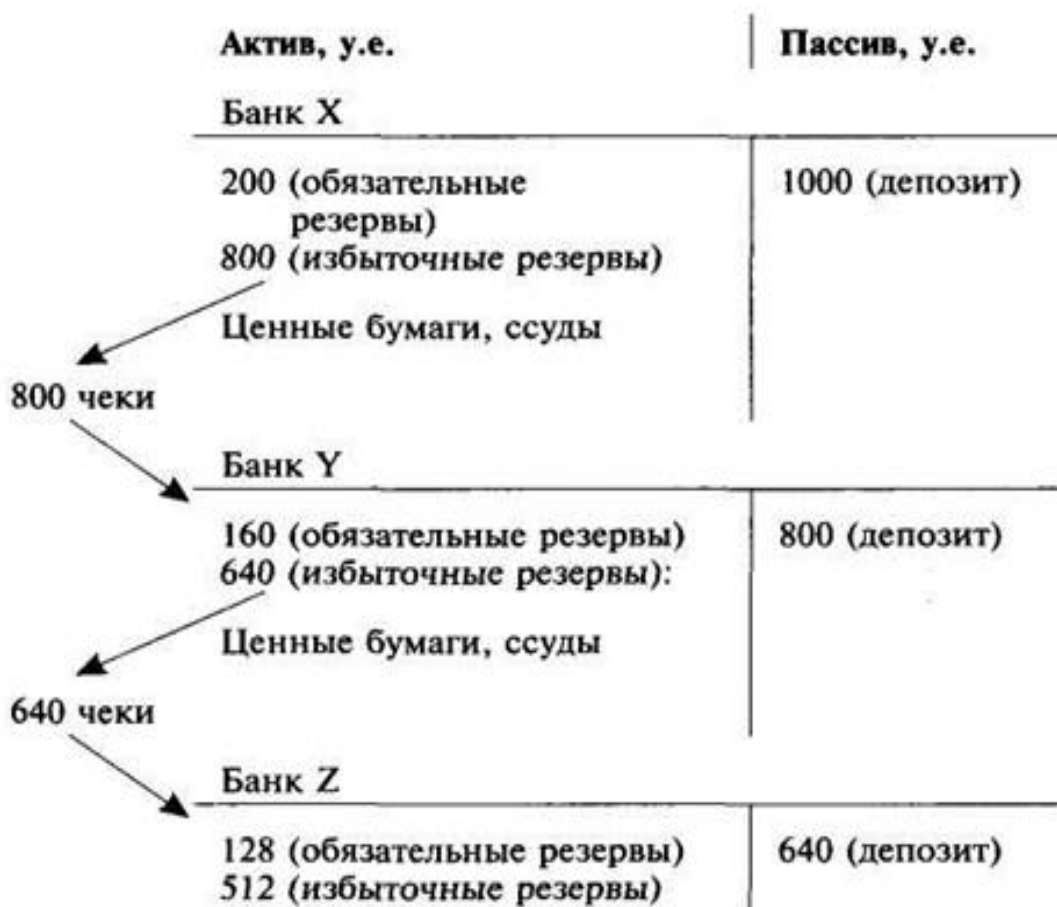 Актив, у.е. Пассив, у.е.
Банк X
200 (обязательные 1000 (депозит)
резервы)
800 (избыточные резервы)
Ценные бумаги, ссуды
800 чеки
Банк Y
160 (обязательные резервы) 800 (депозит)
640 (избыточные резервы):
Ценные бумаги, ссуды
640 чеки
Банк Z
128 (обязательные резервы) 640 (депозит)
512 (избыточные резервы)